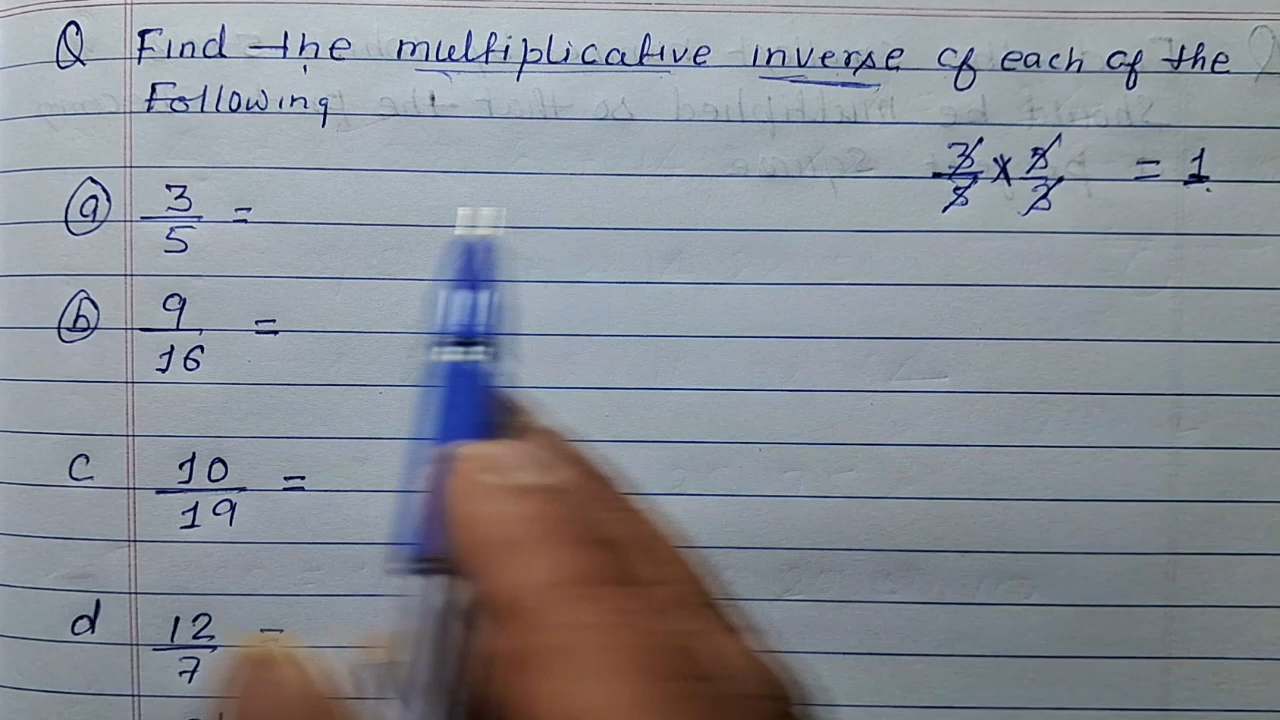 Q Find the multiplicative inverse of each of the
Following
3/5 × 5/3 = 1
a 3/5 =
b 9/16 =
c 10/19 =
d 12/7 =